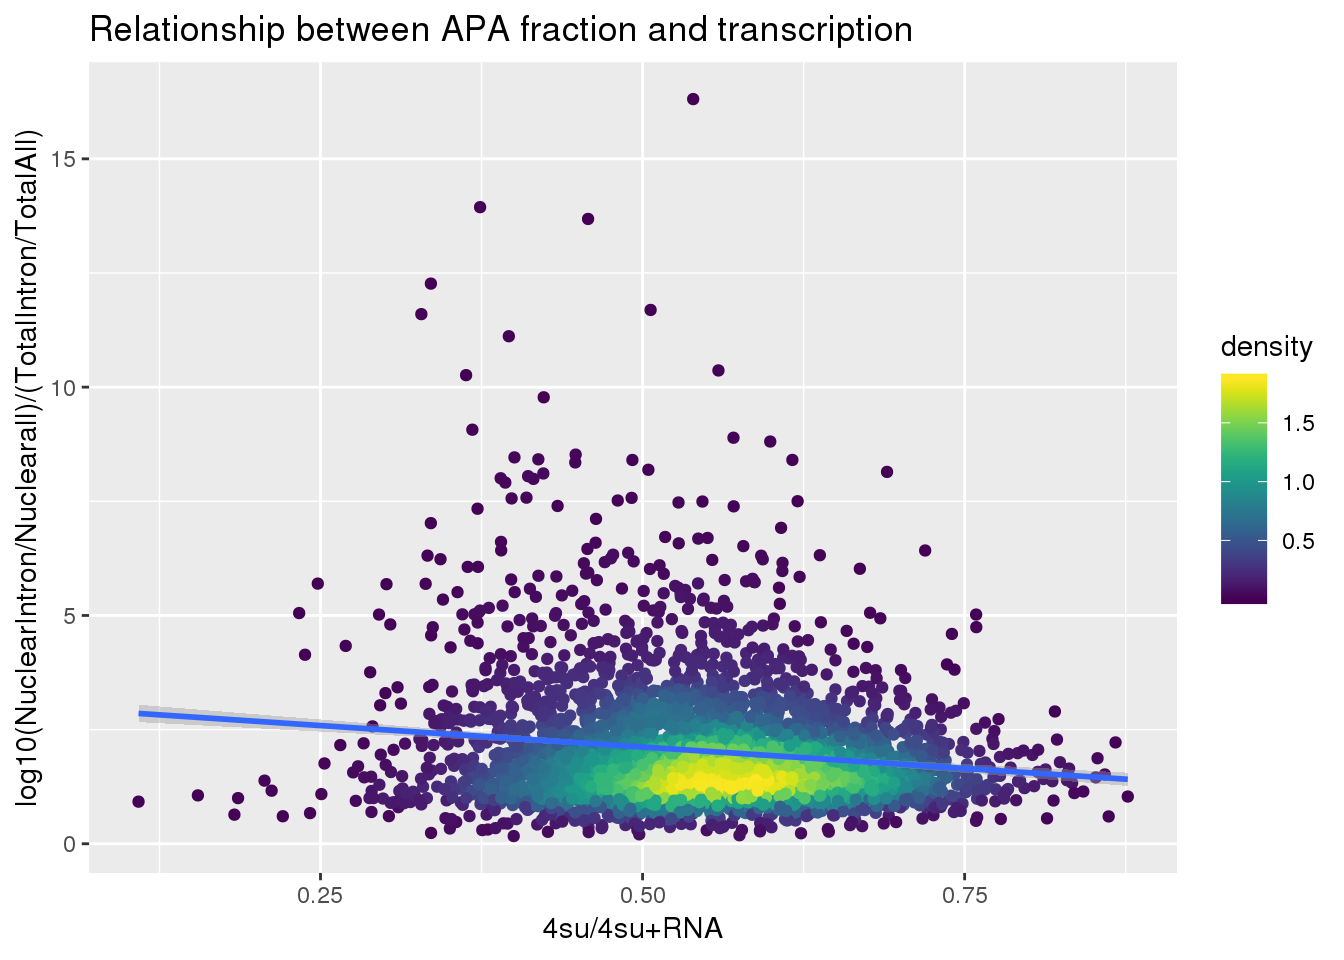 Relationship between APA fraction and transcription
log10(NuclearIntron/Nuclearall)/(TotalIntron/TotalAll)
15
10
5
0
0.25
0.50
0.75
4su/4su+RNA
density
1.5
1.0
0.5